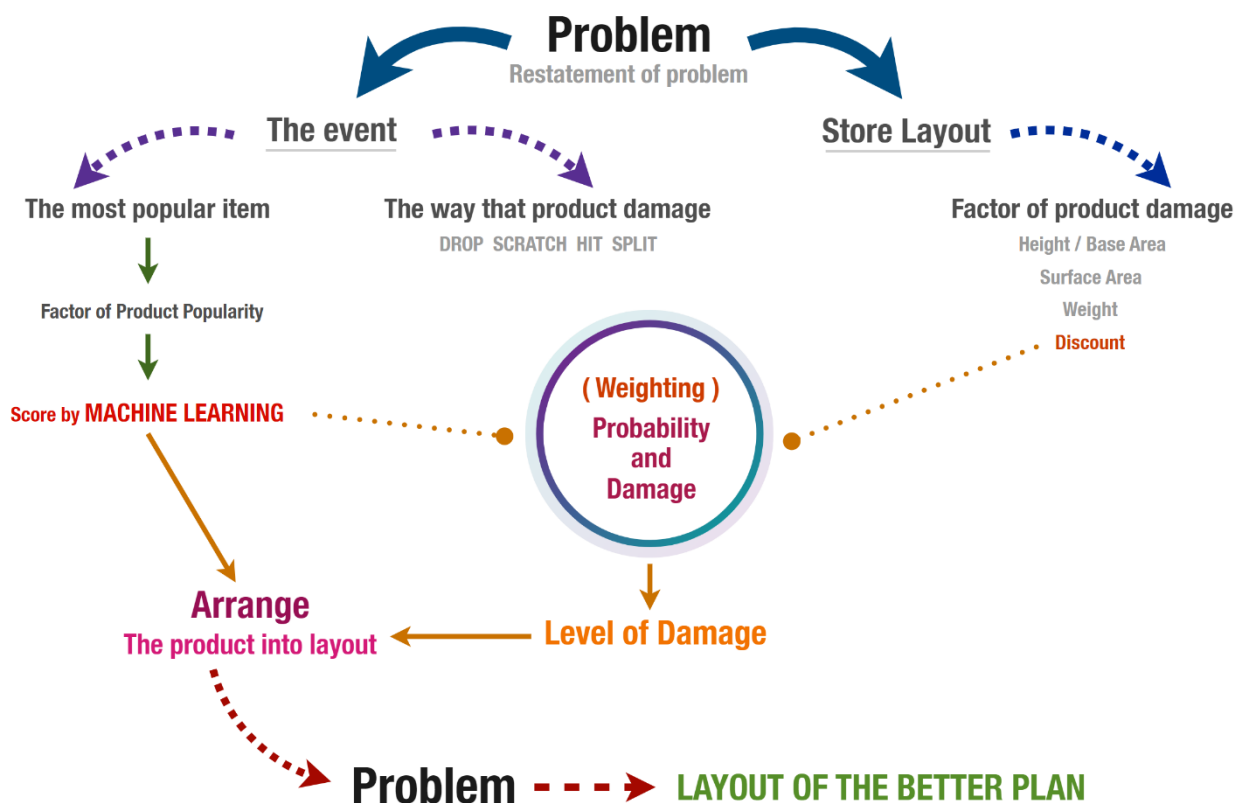 Problem
Restatement of problem
The event
Store Layout
The most popular item
The way that product damage
DROP SCRATCH HIT SPLIT
Factor of product damage
Height / Base Area
Surface Area
Weight
Discount
Factor of Product Popularity
Score by MACHINE LEARNING
( Weighting )
Probability
and
Damage
Arrange
The product into layout
Level of Damage
Problem
LAYOUT OF THE BETTER PLAN